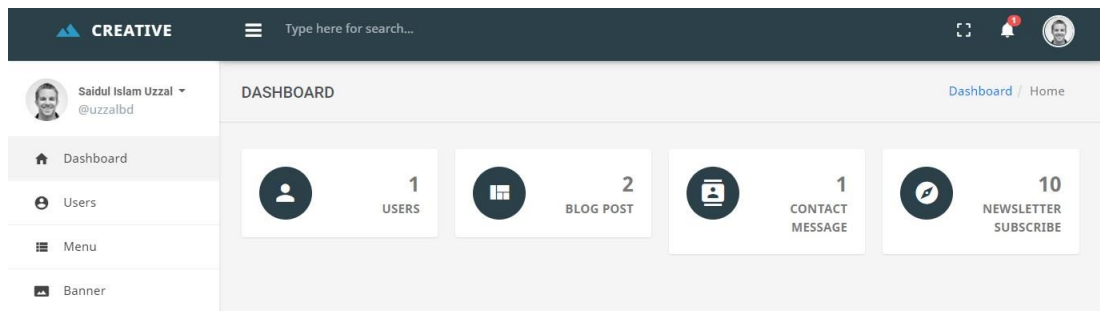 CREATIVE
Type here for search...
1
Saidul Islam Uzzal
@uzzalbd
DASHBOARD
Dashboard / Home
Dashboard
Users
Menu
Banner
1
USERS
2
BLOG POST
1
CONTACT
MESSAGE
10
NEWSLETTER
SUBSCRIBE